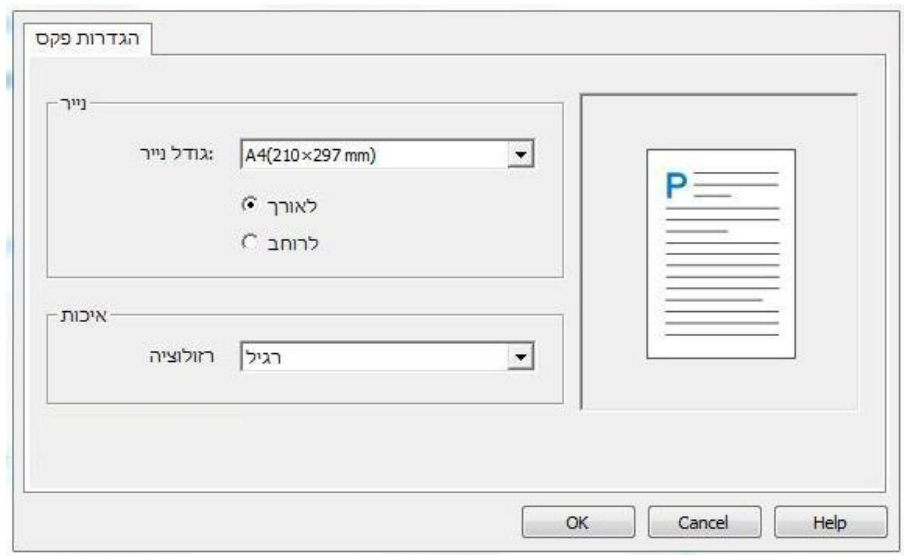 הגדרות פקס
נייר
גודל נייר:
A4(210×297 mm)
לאורך
לרוחב
איכות
רזולוציה
רגיל
P
OK
Cancel
Help